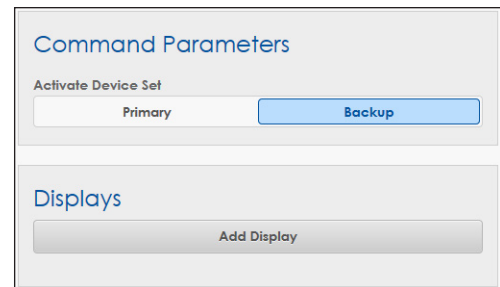 Command Parameters
Activate Device Set
Primary Backup
Displays
Add Display